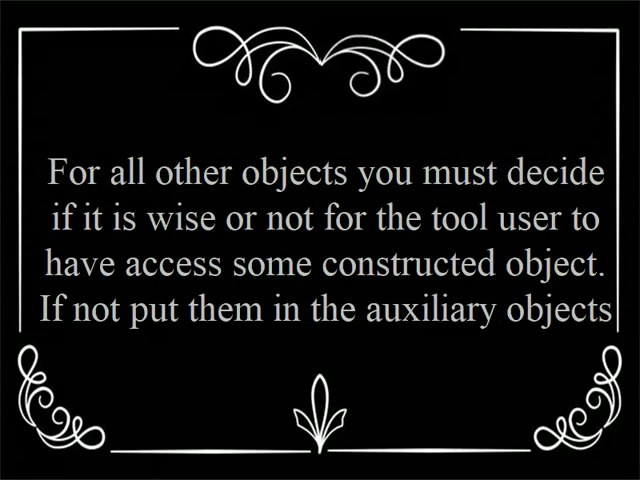 For all other objects you must decide
if it is wise or not for the tool user to
have access some constructed object.
If not put them in the auxiliary objects